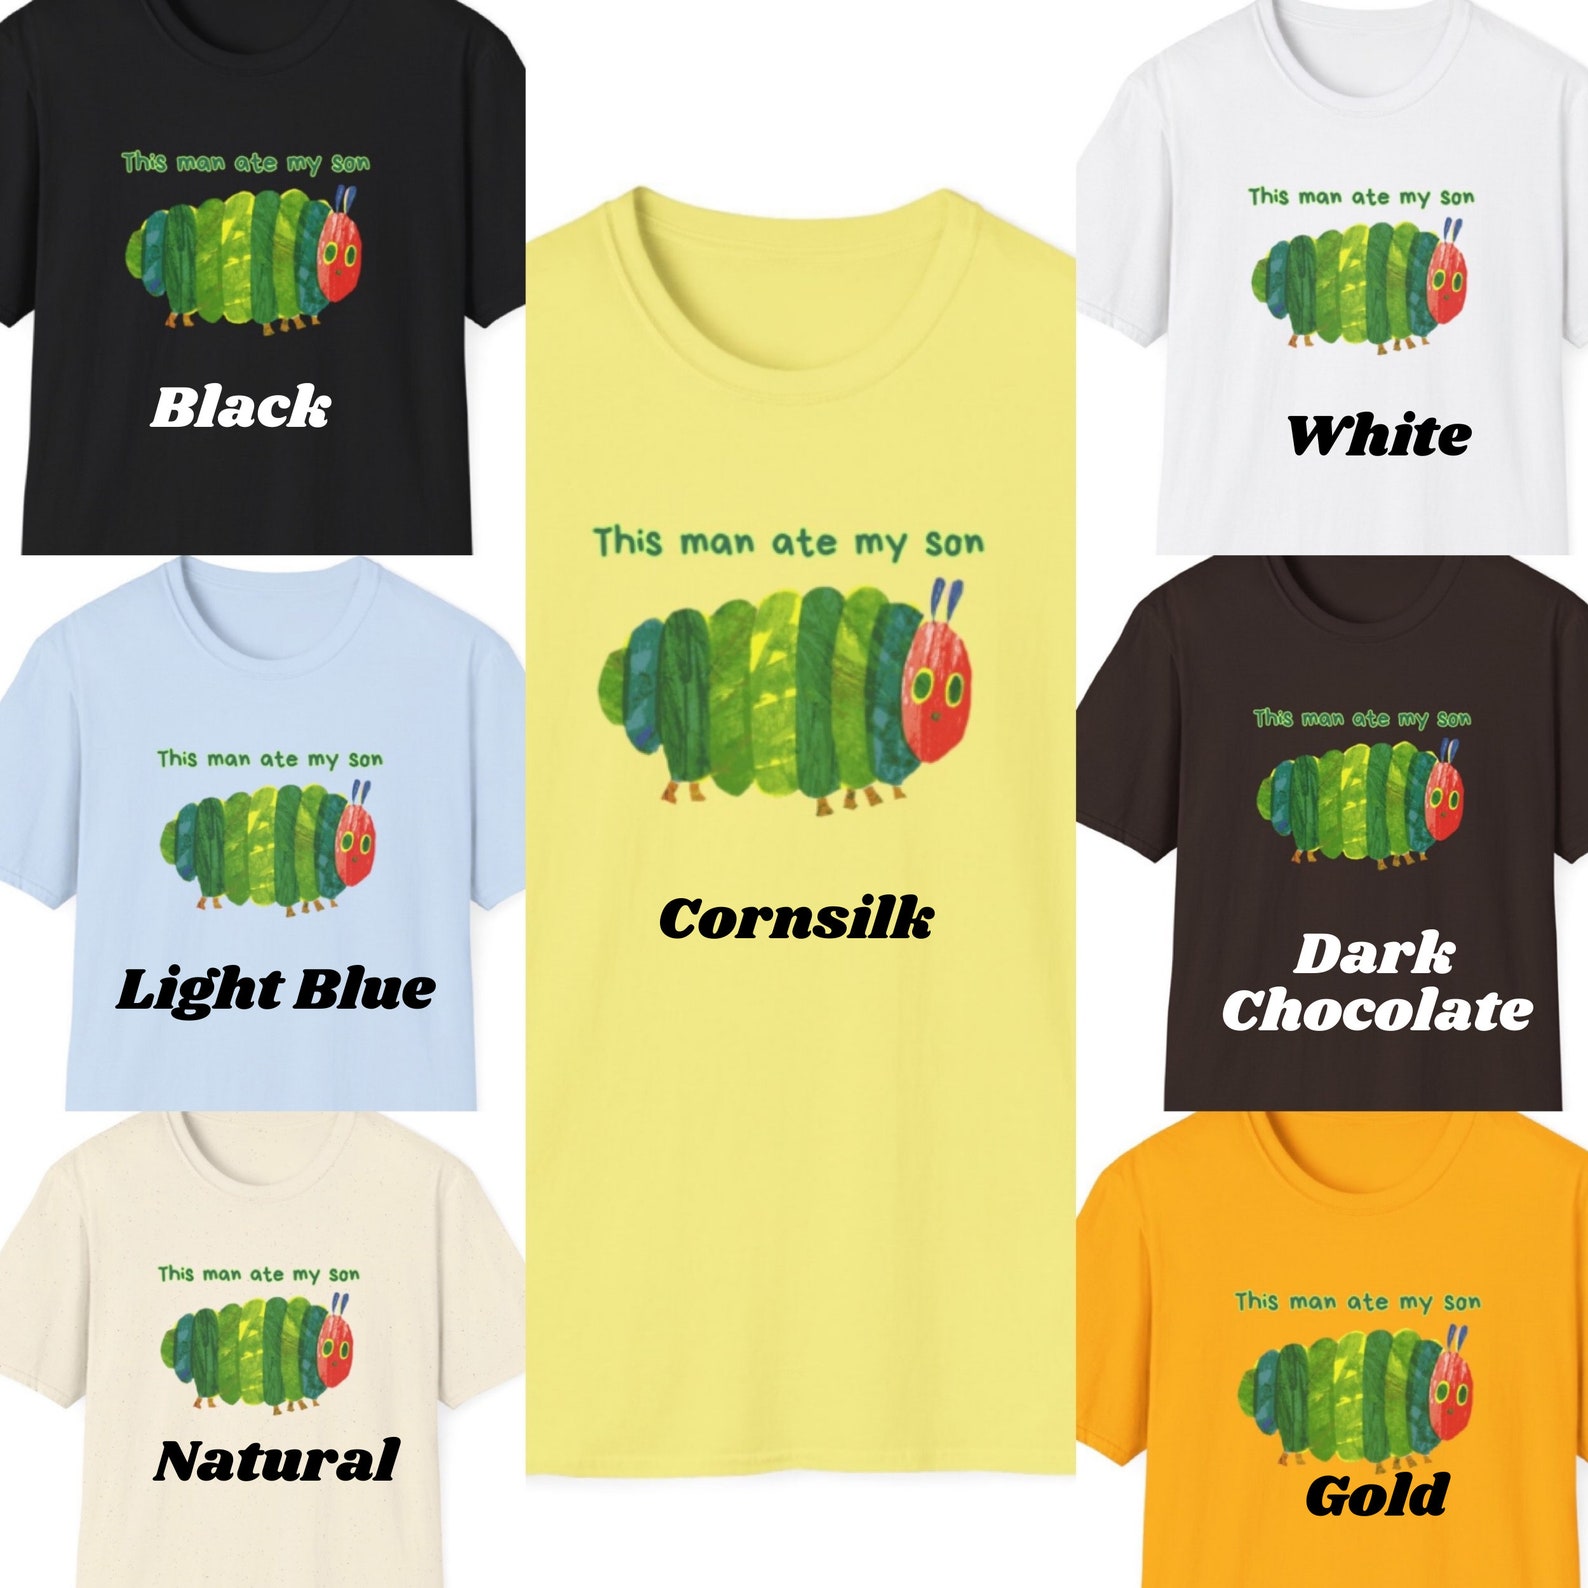 This man ate my son
Black
This man ate my son
Light Blue
This man ate my son
Natural
This man ate my son
Cornsilk
This man ate my son
White
This man ate my son
Dark
Chocolate
This man ate my son
Gold